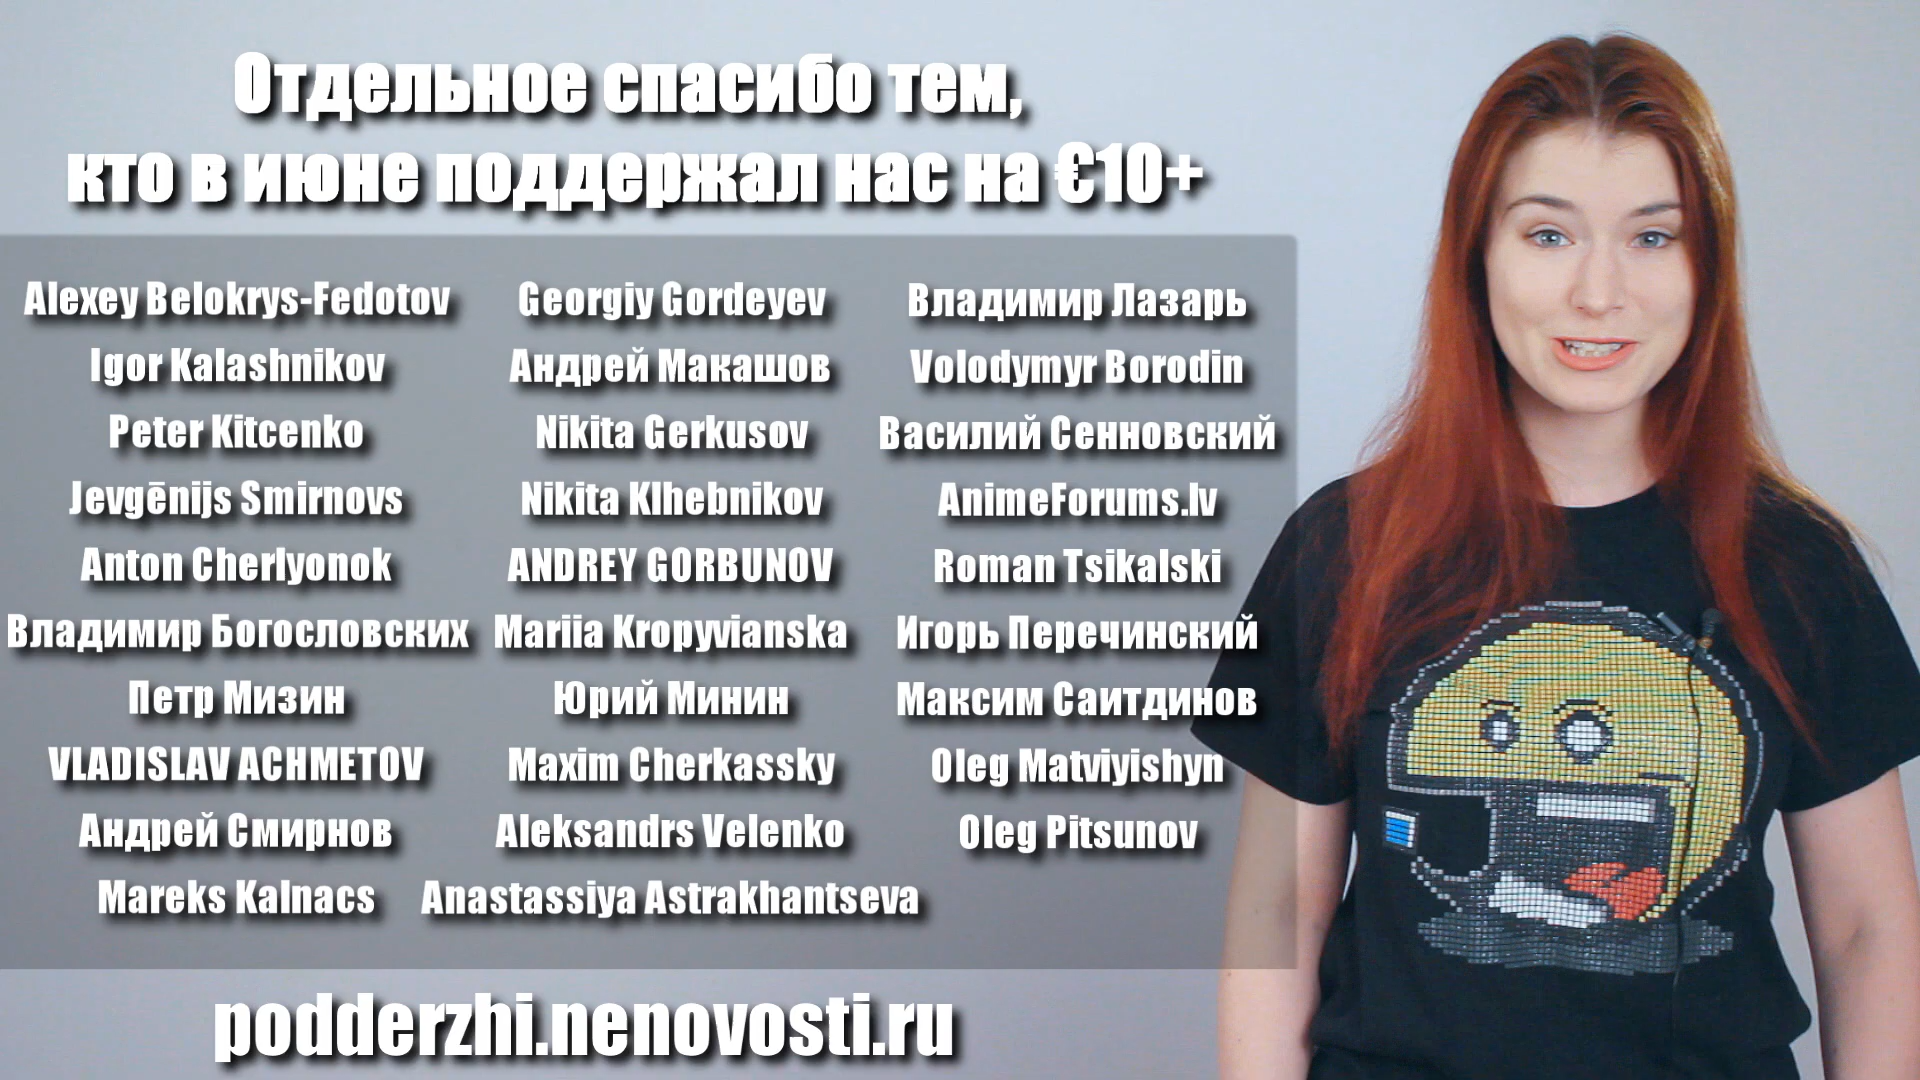 Отдельное спасибо тем,
кто в июне поддержал нас на €10+
Alexey Belokrys-Fedotov
Igor Kalashnikov
Peter Kitcenko
Jevgēnijs Smirnovs
Anton Cherlyonok
Владимир Богословских
Петр Мизин
VLADISLAV ACHMETOV
Андрей Смирнов
Mareks Kalnacs
Georgiy Gordeyev
Андрей Макашов
Nikita Gerkusov
Nikita Klhebnikov
ANDREY GORBUNOV
Mariia Kropyvianska
Юрий Минин
Maxim Cherkassky
Aleksandrs Velenko
Anastassiya Astrakhantseva
Владимир Лазарь
Volodymyr Borodin
Василий Сенновский
AnimeForums.lv
Roman Tsikalski
Игорь Перечинский
Максим Саитдинов
Oleg Matviyishyn
Oleg Pitsunov
podderzhi.nenovosti.ru